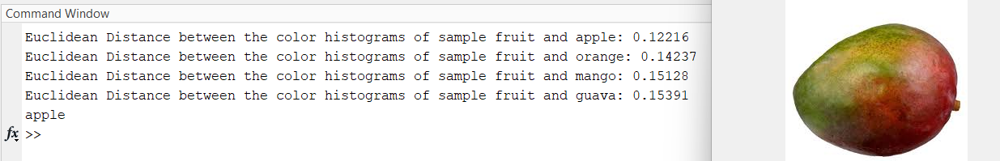 Command Window
Euclidean Distance between the color histograms of sample fruit and apple: 0.12216
Euclidean Distance between the color histograms of sample fruit and orange: 0.14237
Euclidean Distance between the color histograms of sample fruit and mango: 0.15128
Euclidean Distance between the color histograms of sample fruit and guava: 0.15391
apple
fx >>